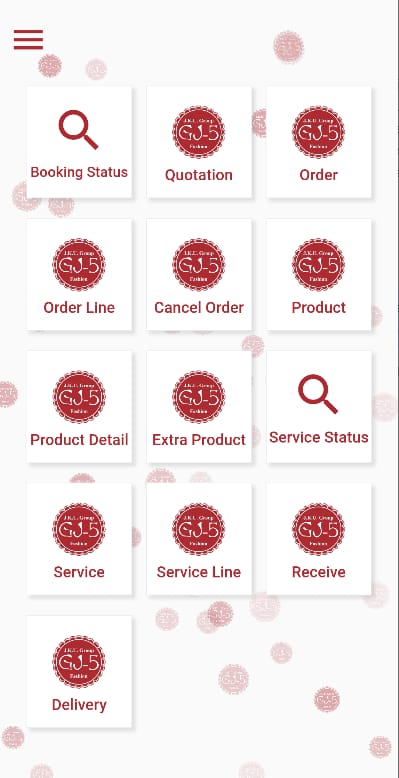 Booking Status
J.K.U. Group
GJ-5
Fashion
Quotation
J.K.U. Group
GJ-5
Fashion
Order
J.K.U. Group
GJ-5
Fashion
Order Line
J.K.U. Group
GJ-5
Fashion
Cancel Order
J.K.U. Group
GJ-5
Fashion
Product
J.K.U. Group
GJ-5
Fashion
Product Detail
J.K.U. Group
GJ-5
Fashion
Extra Product
Service Status
J.K.U. Group
GJ-5
Fashion
Service
J.K.U. Group
GJ-5
Fashion
Service Line
J.K.U. Group
GJ-5
Fashion
Receive
J.K.U. Group
GJ-5
Fashion
Delivery